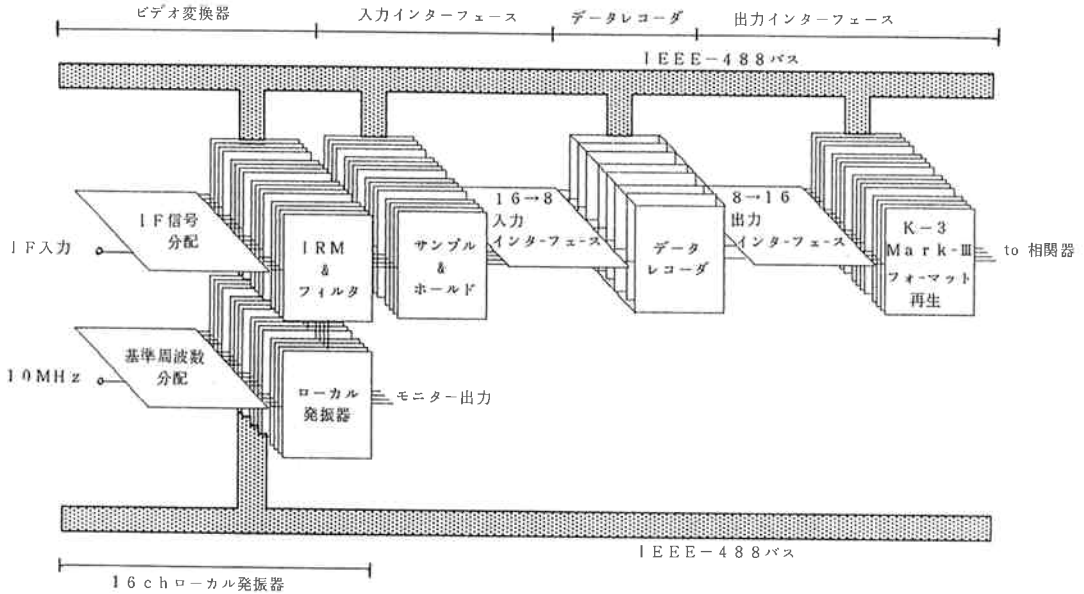 ビデオ変換器
入力インターフェース
データレコーダ
出力インターフェース
IEEE-488バス
IF信号
分配
IF入力
IRM
&
フィルタ
サンプル
&
ホールド
16→8
入力
インターフェース
データ
レコーダ
8→16
出力
インターフェース
K-3
Mark-Ⅲ
フォーマット
再生
to 相関器
基準周波数
分配
10MHz
ローカル
発振器
モニター出力
IEEE-488バス
16chローカル発振器